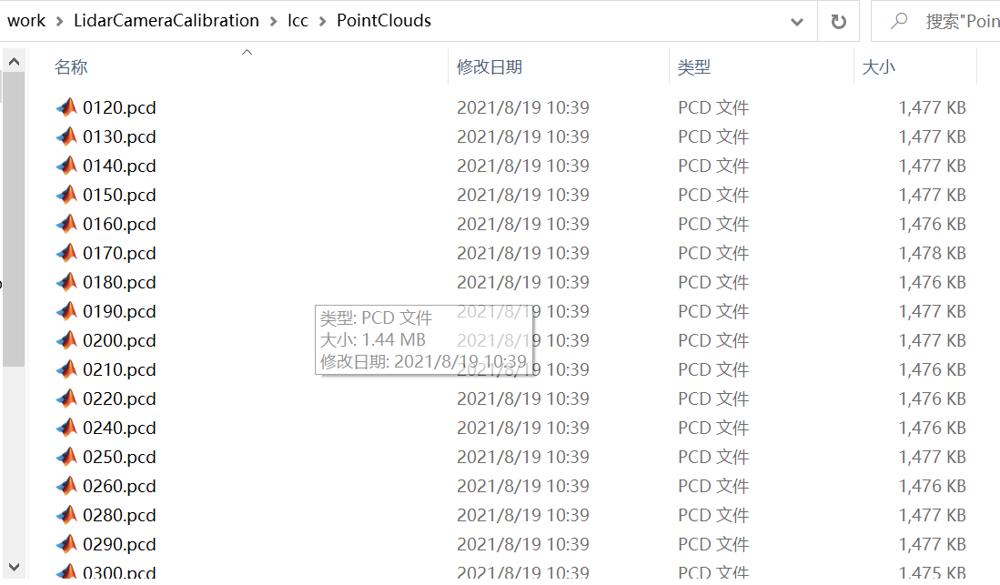 work > LidarCameraCalibration > lcc > PointClouds 搜索"Poin
名称 修改日期 类型 大小
0120.pcd 2021/8/19 10:39 PCD 文件 1,477 KB
0130.pcd 2021/8/19 10:39 PCD 文件 1,477 KB
0140.pcd 2021/8/19 10:39 PCD 文件 1,477 KB
0150.pcd 2021/8/19 10:39 PCD 文件 1,477 KB
0160.pcd 2021/8/19 10:39 PCD 文件 1,476 KB
0170.pcd 2021/8/19 10:39 PCD 文件 1,478 KB
0180.pcd 2021/8/19 10:39 PCD 文件 1,476 KB
0190.pcd 2021/8/19 10:39 PCD 文件 1,477 KB
类型: PCD 文件
0200.pcd 2021/8/19 10:39 PCD 文件 1,477 KB
大小: 1.44 MB
修改日期: 2021/8/19 10:39
0210.pcd 2021/8/19 10:39 PCD 文件 1,476 KB
0220.pcd 2021/8/19 10:39 PCD 文件 1,476 KB
0240.pcd 2021/8/19 10:39 PCD 文件 1,476 KB
0250.pcd 2021/8/19 10:39 PCD 文件 1,477 KB
0260.pcd 2021/8/19 10:39 PCD 文件 1,476 KB
0280.pcd 2021/8/19 10:39 PCD 文件 1,477 KB
0290.pcd 2021/8/19 10:39 PCD 文件 1,477 KB
0300.pcd 2021/8/19 10:39 PCD 文件 1,475 KB